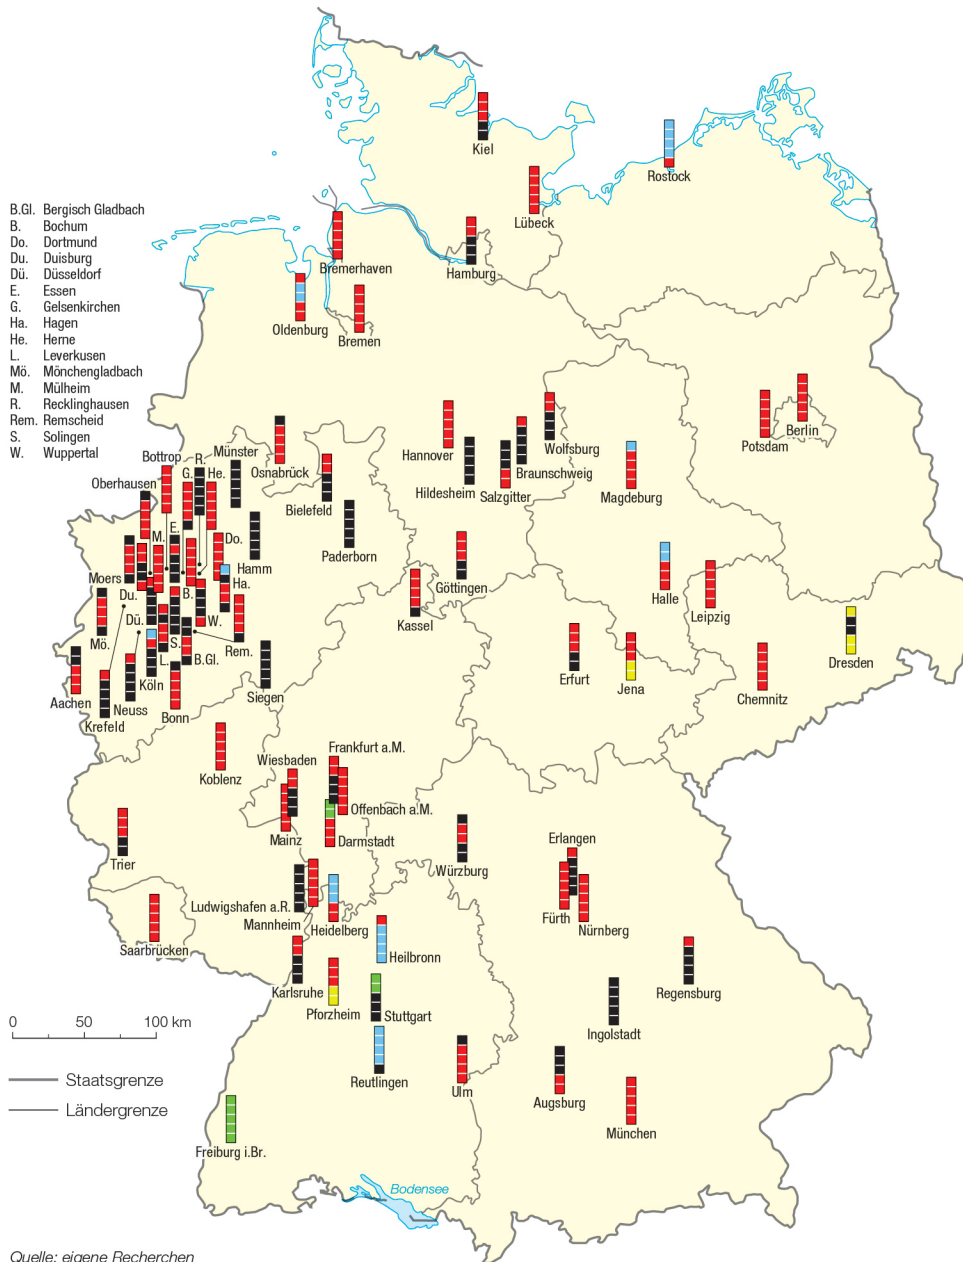 Kiel
Rostock
Lübeck
B.Gl. Bergisch Gladbach
B. Bochum
Do. Dortmund
Du. Duisburg
Dü. Düsseldorf
E. Essen
G. Gelsenkirchen
Ha. Hagen
He. Herne
L. Leverkusen
Mö. Mönchengladbach
M. Mülheim
R. Recklinghausen
Rem. Remscheid
S. Solingen
W. Wuppertal
Bremerhaven
Hamburg
Oldenburg
Bremen
Hannover
Wolfsburg
Braunschweig
Hildesheim
Salzgitter
Potsdam
Berlin
Magdeburg
Osnabrück
Münster
Bottrop
R.
G.
He.
Oberhausen
Bielefeld
Paderborn
E.
M.
Do.
Hamm
Moers
Ha.
Du.
B.
Dü.
W.
Mö.
S.
Rem.
L.
B.Gl.
Köln
Aachen
Neuss
Krefeld
Bonn
Siegen
Göttingen
Kassel
Halle
Leipzig
Erfurt
Jena
Dresden
Chemnitz
Koblenz
Wiesbaden
Frankfurt a.M.
Offenbach a.M.
Mainz
Darmstadt
Trier
Würzburg
Erlangen
Fürth
Nürnberg
Ludwigshafen a.R.
Mannheim
Heidelberg
Saarbrücken
Heilbronn
Karlsruhe
Pforzheim
Stuttgart
Regensburg
Ingolstadt
0 50 100 km
Reutlingen
Ulm
Augsburg
München
Staatsgrenze
Ländergrenze
Freiburg i.Br.
Bodensee
Quelle: eigene Recherchen